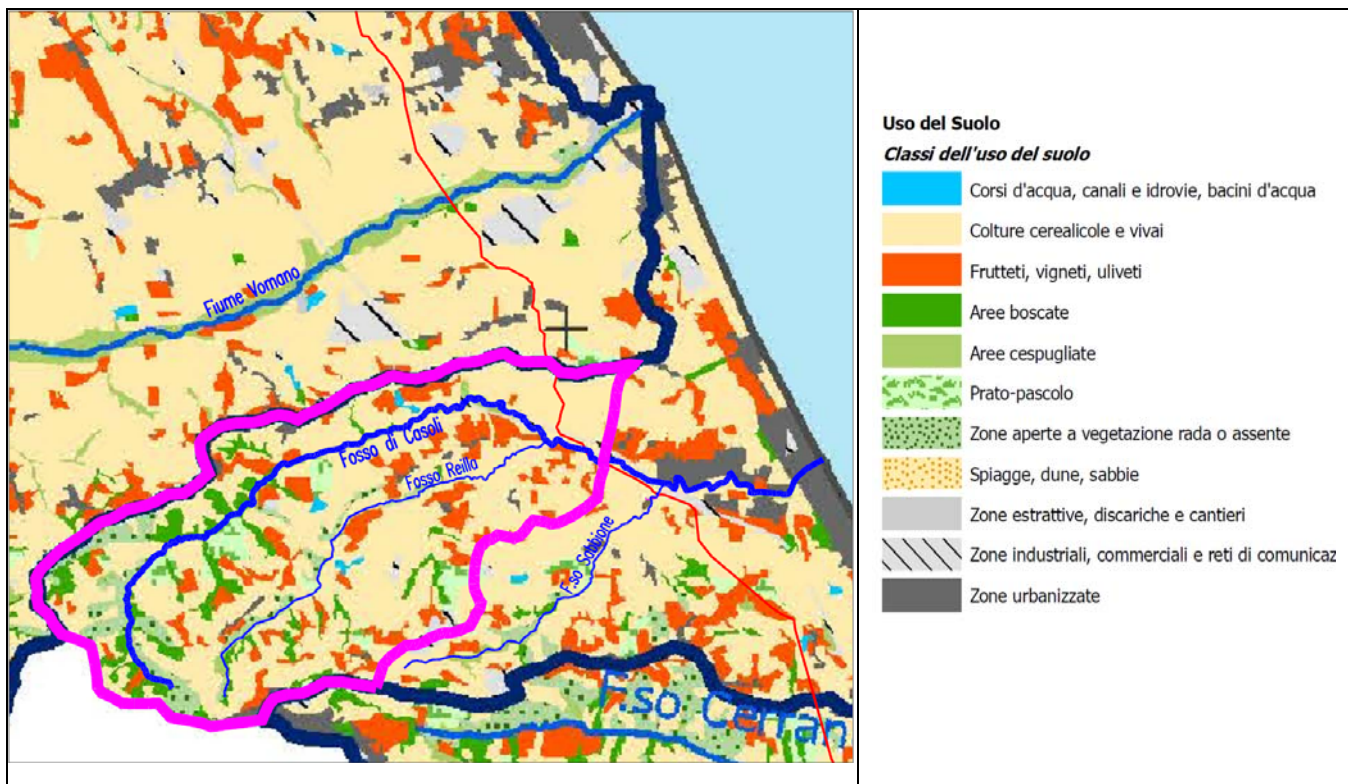 Fiume Vomano
Fosso di Casoli
Fosso Reilla
F.so Sabbione
F.so Cerran
Uso del Suolo
Classi dell'uso del suolo
Corsi d'acqua, canali e idrovie, bacini d'acqua
Colture cerealicole e vivai
Frutteti, vigneti, uliveti
Aree boscate
Aree cespugliate
Prato-pascolo
Zone aperte a vegetazione rada o assente
Spiagge, dune, sabbie
Zone estrattive, discariche e cantieri
Zone industriali, commerciali e reti di comunicaz
Zone urbanizzate